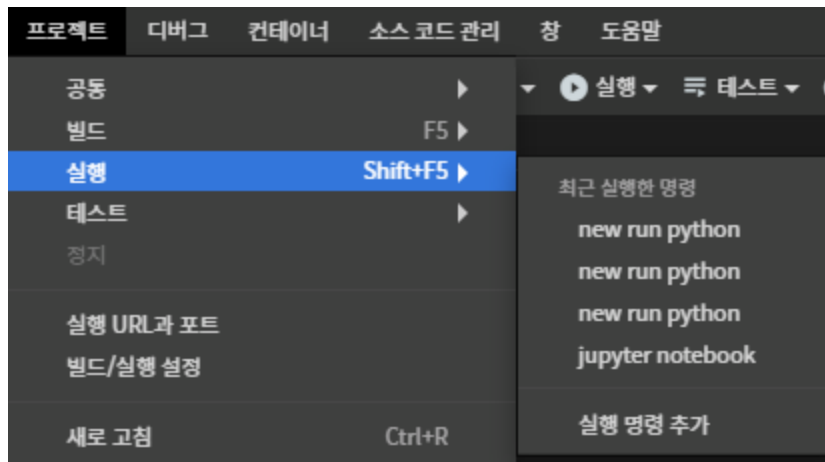 프로젝트 디버그 컨테이너 소스 코드 관리 창 도움말
실행 테스트
공동
빌드 F5
실행 Shift+F5
테스트
정지
실행 URL과 포트
빌드/실행 설정
새로 고침 Ctrl+R
최근 실행한 명령
new run python
new run python
new run python
jupyter notebook
실행 명령 추가